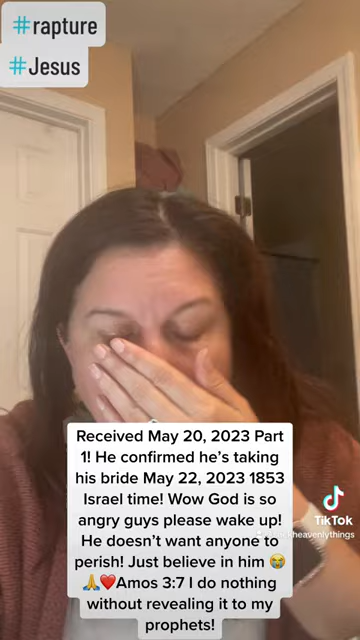 #rapture
#Jesus
Received May 20, 2023 Part
1! He confirmed he's taking
his bride May 22, 2023 1853
Israel time! Wow God is so
angry guys please wake up!
He doesn't want anyone to
perish! Just believe in him 😭
🙏❤️Amos 3:7 I do nothing
without revealing it to my
prophets!
TikTok